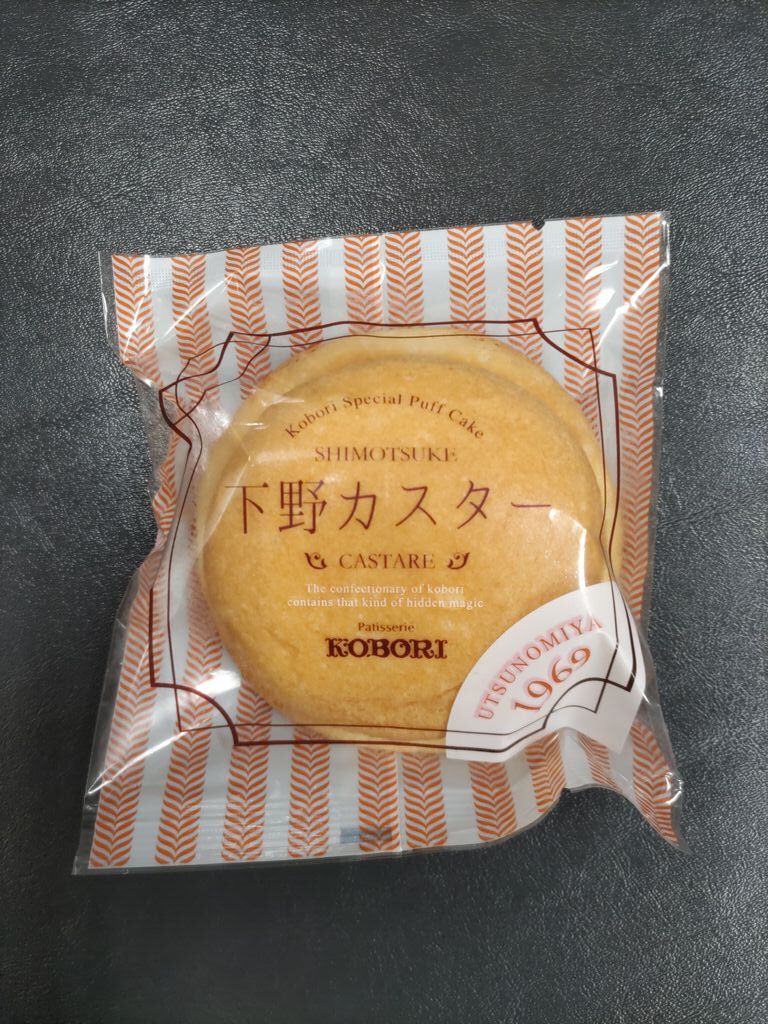 Kobori Special Puff Cake
SHIMOTSUKE
下野カスター
CASTARE
The confectionary of kobori
contains that kind of hidden magic
Patisserie
KOBORI
UTSUNOMIYA
1969